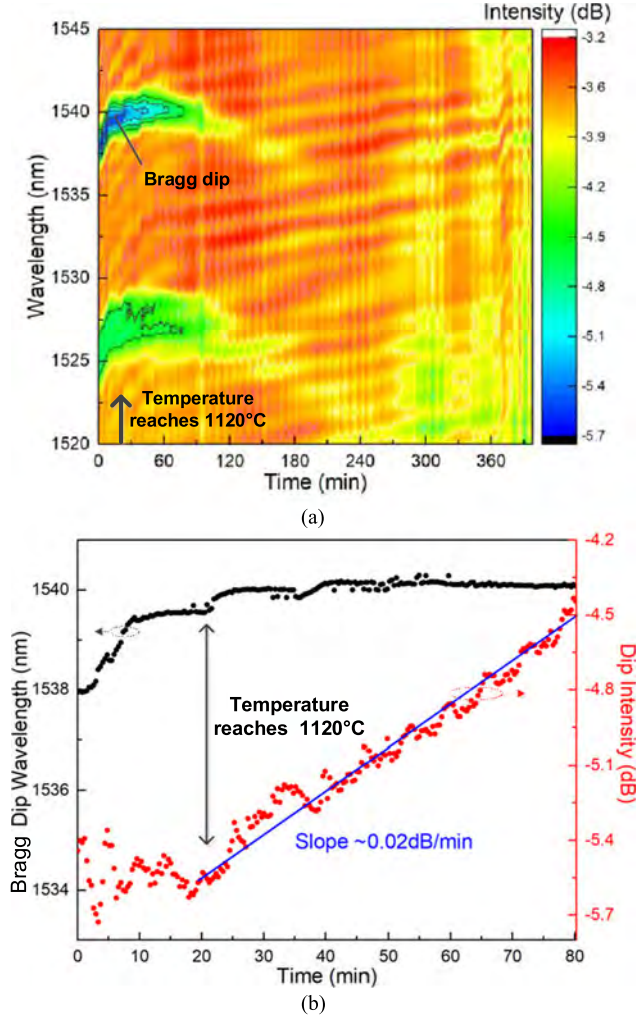 Intensity (dB)
1545
1540
1535
1530
1525
1520
Wavelength (nm)
Bragg dip
Temperature
reaches 1120°C
0 60 120 180 240 300 360
Time (min)
-3.2
-3.6
-3.9
-4.2
-4.5
-4.8
-5.1
-5.4
-5.7
(a)
1540
1538
1536
1534
Bragg Dip Wavelength (nm)
Temperature
reaches 1120°C
Slope ~0.02dB/min
-4.2
-4.5
-4.8
-5.1
-5.4
-5.7
Dip Intensity (dB)
0 10 20 30 40 50 60 70 80
Time (min)
(b)